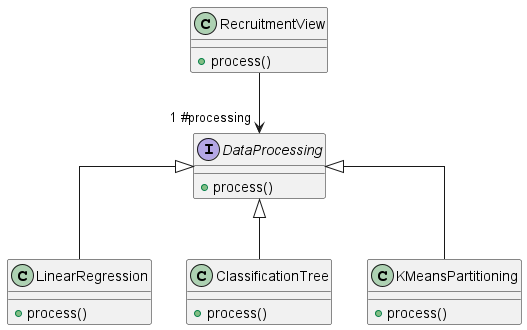 C RecruitmentView
process()
1 #processing
I DataProcessing
process()
C LinearRegression
process()
C ClassificationTree
process()
C KMeansPartitioning
process()